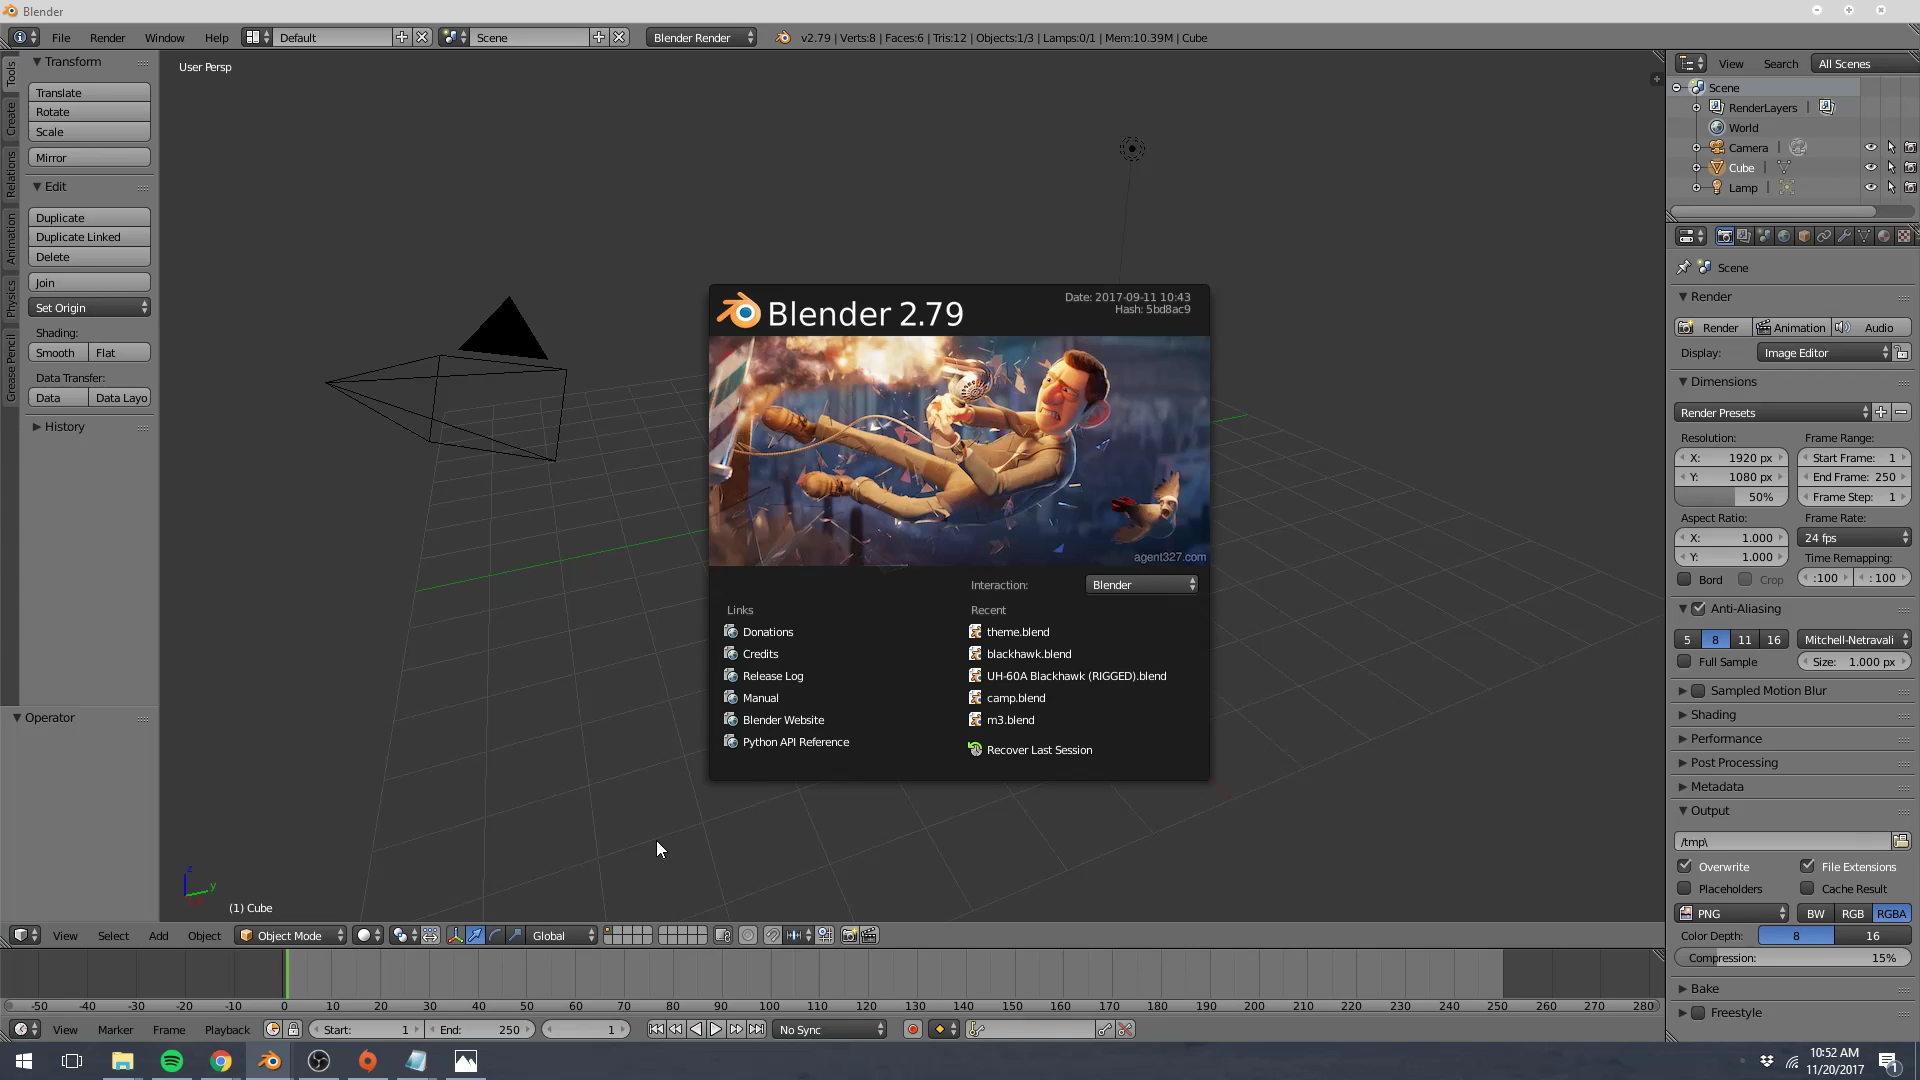 Blender
File Render Window Help Default Scene Blender Render v2.79 | Verts:8 | Faces:6 | Tris:12 | Objects:1/3 | Lamps:0/1 | Mem:10.39M | Cube
Tools
Create
Relations
Animation
Physics
Grease Pencil
Transform
Translate
Rotate
Scale
Mirror
Edit
Duplicate
Duplicate Linked
Delete
Join
Set Origin
Shading:
Smooth Flat
Data Transfer:
Data Data Layo
History
Operator
User Persp
Blender 2.79
Date: 2017-09-11 10:43
Hash: 5bd8ac9
agent327.com
Interaction: Blender
Links
Donations
Credits
Release Log
Manual
Blender Website
Python API Reference
Recent
theme.blend
blackhawk.blend
UH-60A Blackhawk (RIGGED).blend
camp.blend
m3.blend
Recover Last Session
z
y
x
(1) Cube
View Search All Scenes
Scene
RenderLayers
World
Camera
Cube
Lamp
Scene
Render
Render Animation Audio
Display: Image Editor
Dimensions
Render Presets
Resolution: Frame Range:
X: 1920 px Start Frame: 1
Y: 1080 px End Frame: 250
50% Frame Step: 1
Aspect Ratio: Frame Rate:
X: 1.000 24 fps
Y: 1.000 Time Remapping:
Bord Crop :100 : 100
Anti-Aliasing
5 8 11 16 Mitchell-Netravali
Full Sample Size: 1.000 px
Sampled Motion Blur
Shading
Performance
Post Processing
Metadata
Output
/tmp\
Overwrite File Extensions
Placeholders Cache Result
PNG BW RGB RGBA
Color Depth: 8 16
Compression: 15%
Bake
Freestyle
View Select Add Object Object Mode Global
-50 -40 -30 -20 -10 0 10 20 30 40 50 60 70 80 90 100 110 120 130 140 150 160 170 180 190 200 210 220 230 240 250 260 270 280
View Marker Frame Playback Start: 1 End: 250 1 No Sync
10:52 AM
11/20/2017
1